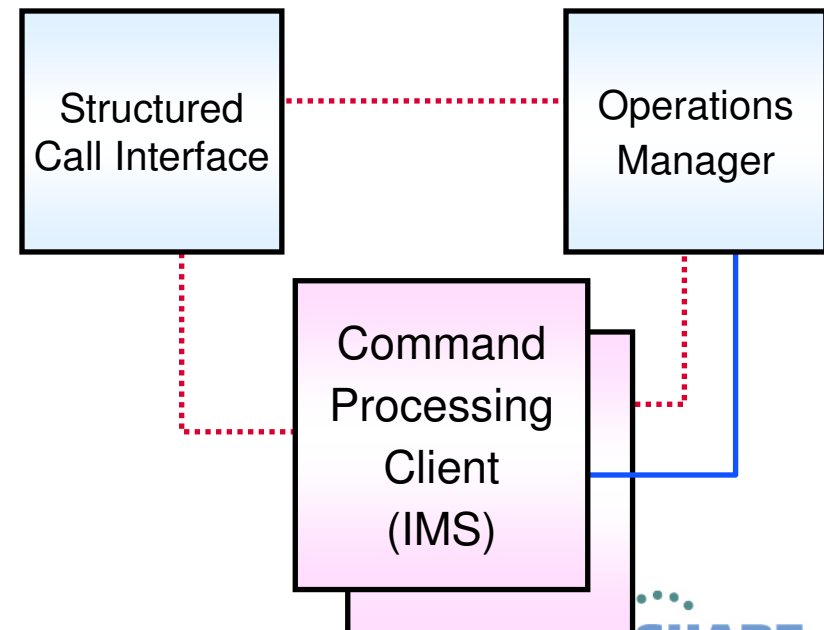 Structured
Call Interface
Operations
Manager
Command
Processing
Client
(IMS)